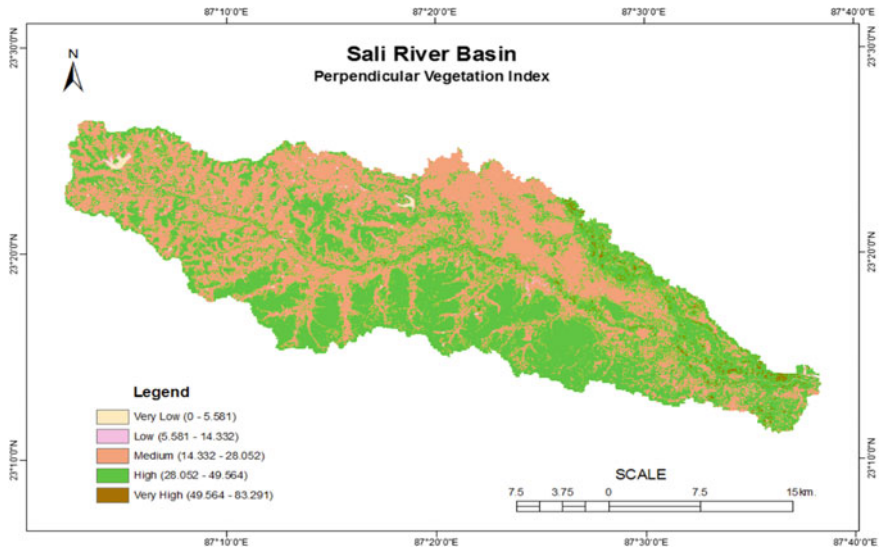 87°10'0"E 87°20'0"E 87°30'0"E 87°40'0"E
23°30'0"N 23°30'0"N
Sali River Basin
N
Perpendicular Vegetation Index
23°20'0"N 23°20'0"N
Legend
Very Low (0 - 5.581)
Low (5.581 - 14.332)
Medium (14.332 - 28.052)
High (28.052 - 49.564)
Very High (49.564 - 83.291)
23°10'0"N 23°10'0"N
SCALE
7.5 3.75 0 7.5 15km.
87°10'0"E 87°20'0"E 87°30'0"E 87°40'0"E